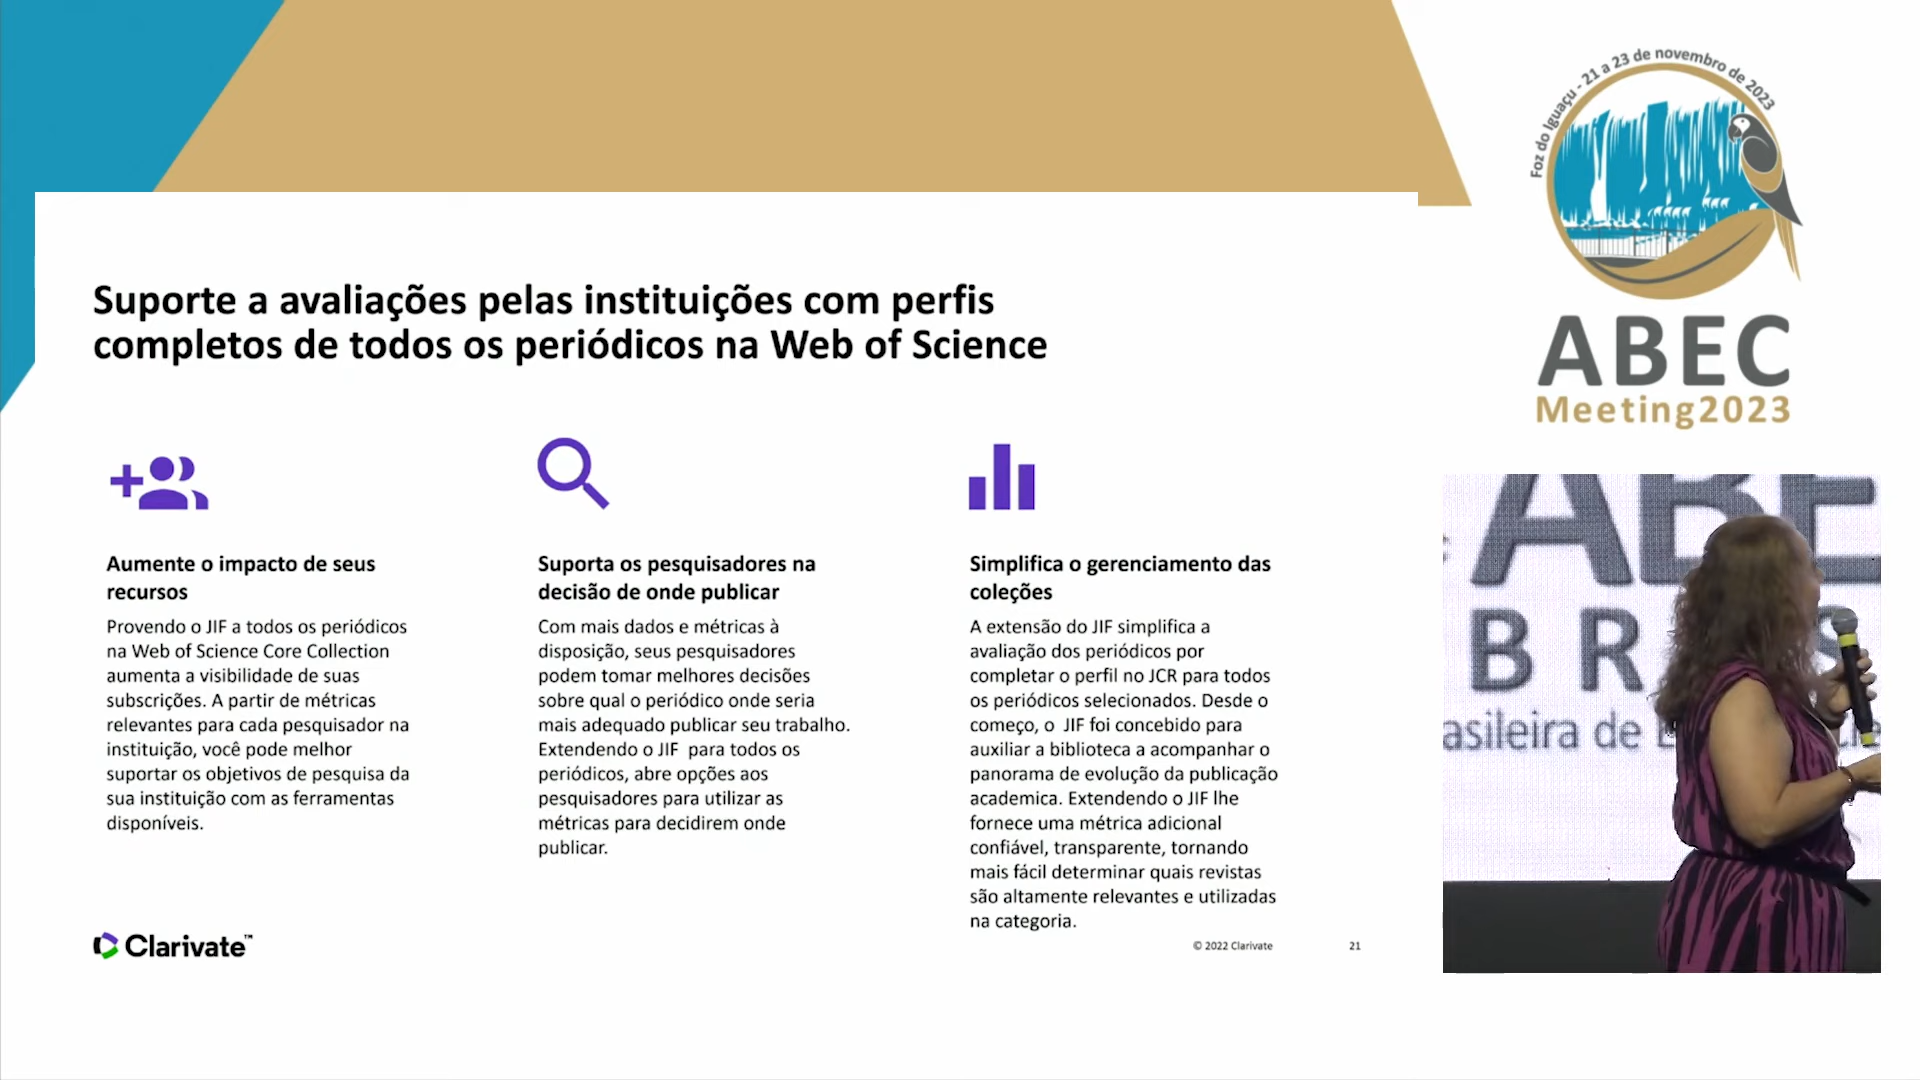 Foz do Iguaçu - 21 a 23 de novembro de 2023
ABEC
Meeting2023
Suporte a avaliações pelas instituições com perfis
completos de todos os periódicos na Web of Science
Aumente o impacto de seus
recursos
Provendo o JIF a todos os periódicos
na Web of Science Core Collection
aumenta a visibilidade de suas
subscrições. A partir de métricas
relevantes para cada pesquisador na
instituição, você pode melhor
suportar os objetivos de pesquisa da
sua instituição com as ferramentas
disponíveis.
Suporta os pesquisadores na
decisão de onde publicar
Com mais dados e métricas à
disposição, seus pesquisadores
podem tomar melhores decisões
sobre qual o periódico onde seria
mais adequado publicar seu trabalho.
Extendendo o JIF  para todos os
periódicos, abre opções aos
pesquisadores para utilizar as
métricas para decidirem onde
publicar.
Simplifica o gerenciamento das
coleções
A extensão do JIF simplifica a
avaliação dos periódicos por
completar o perfil no JCR para todos
os periódicos selecionados. Desde o
começo, o  JIF foi concebido para
auxiliar a biblioteca a acompanhar o
panorama de evolução da publicação
academica. Extendendo o JIF lhe
fornece uma métrica adicional
confiável, transparente, tornando
mais fácil determinar quais revistas
são altamente relevantes e utilizadas
na categoria.
Clarivate™
© 2022 Clarivate
21
ABE
B R S
asileira de E